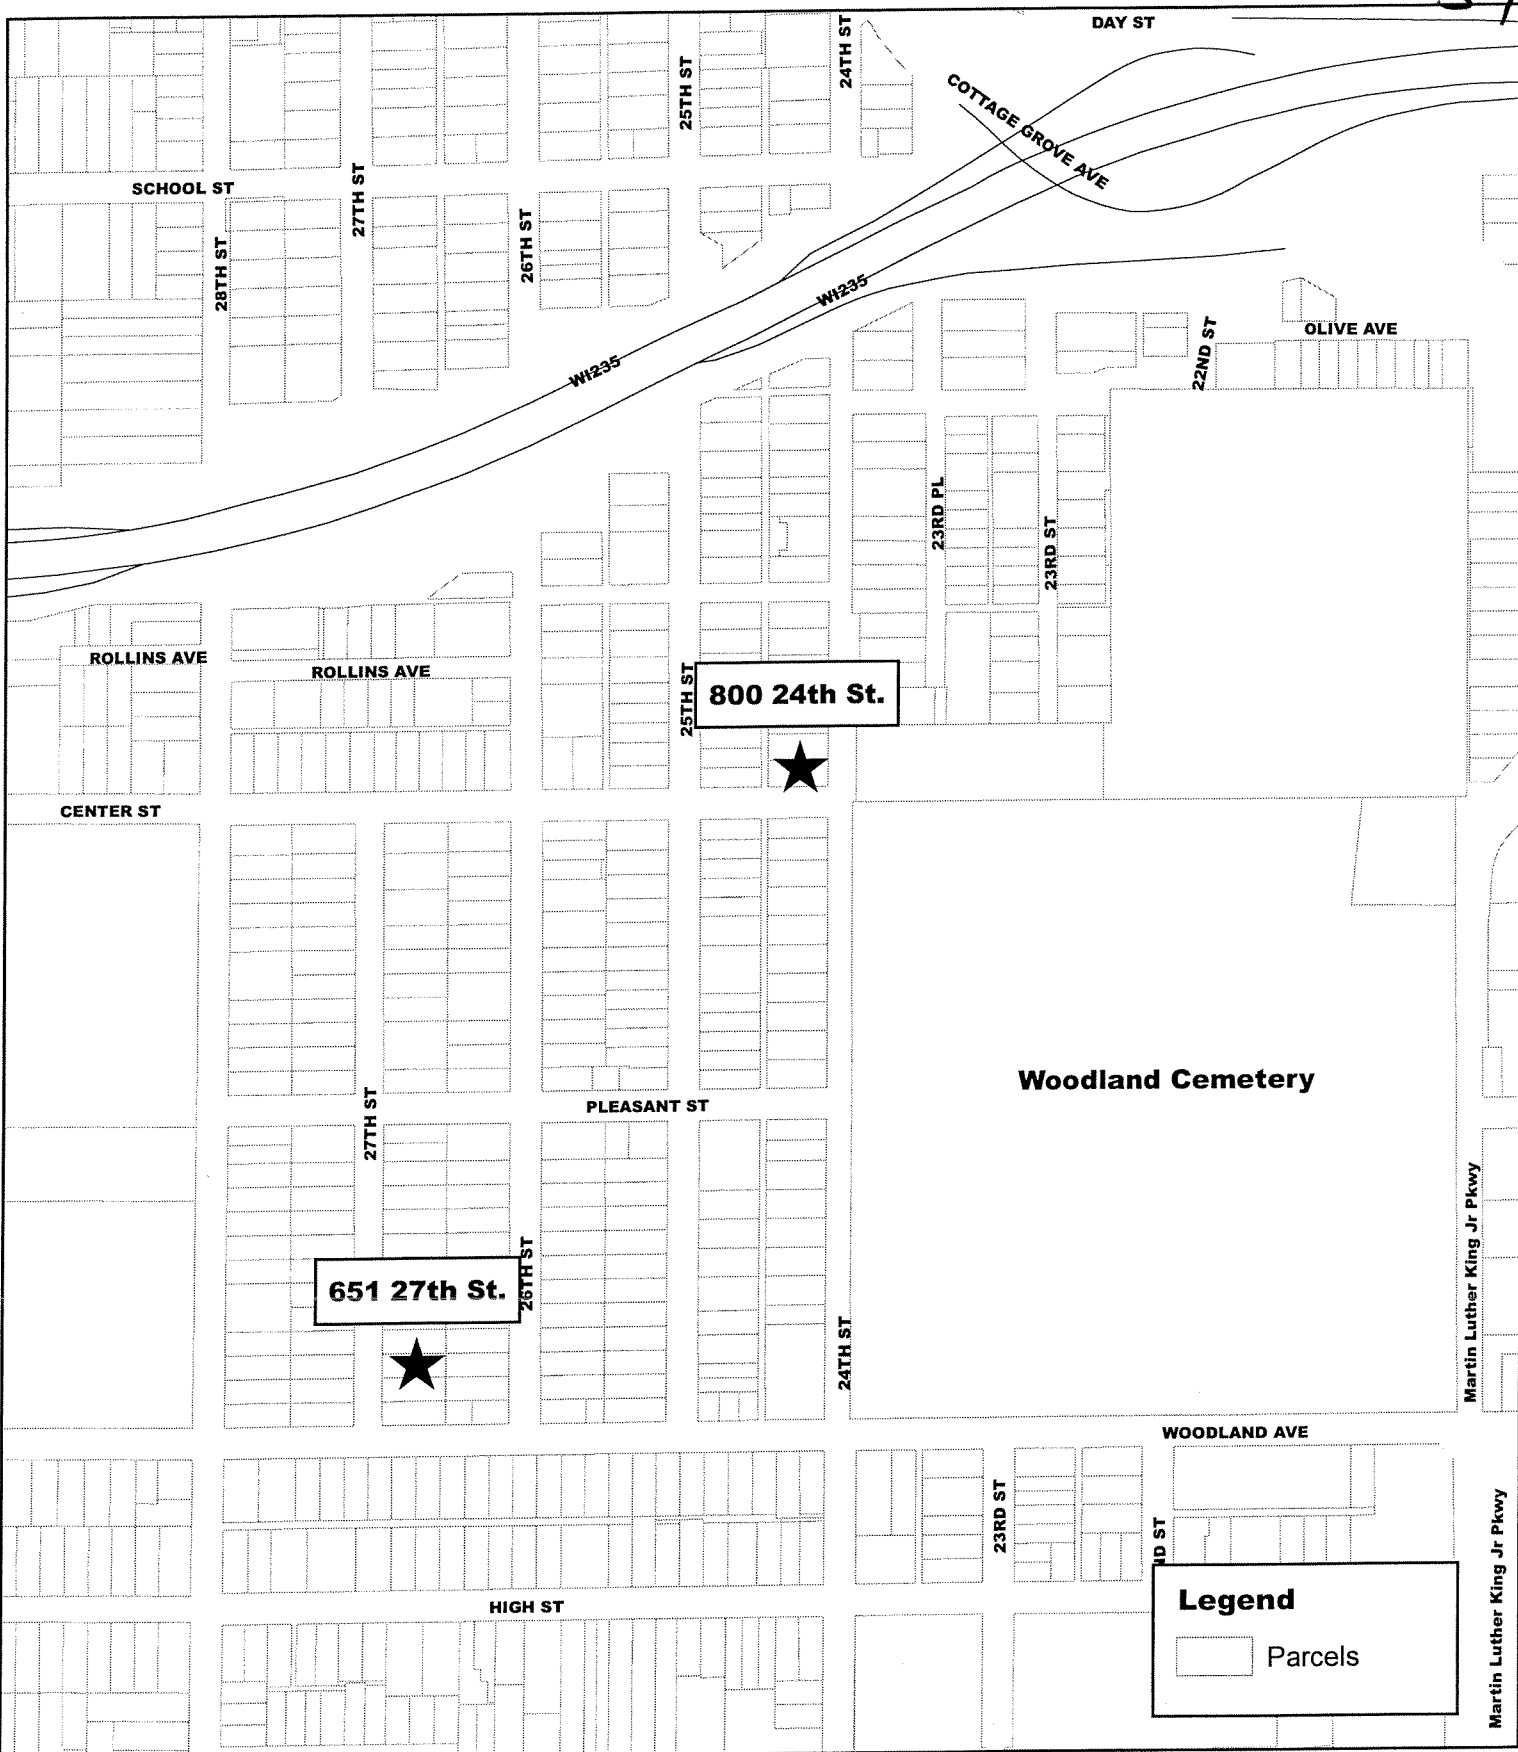 DAY ST
24TH ST
25TH ST
COTTAGE GROVE AVE
SCHOOL ST
27TH ST
26TH ST
28TH ST
WI235
WI235
OLIVE AVE
22ND ST
23RD PL
23RD ST
ROLLINS AVE
ROLLINS AVE
25TH ST
800 24th St.
CENTER ST
Woodland Cemetery
PLEASANT ST
27TH ST
26TH ST
651 27th St.
24TH ST
Martin Luther King Jr Pkwy
WOODLAND AVE
23RD ST
ND ST
HIGH ST
Martin Luther King Jr Pkwy
Legend
Parcels